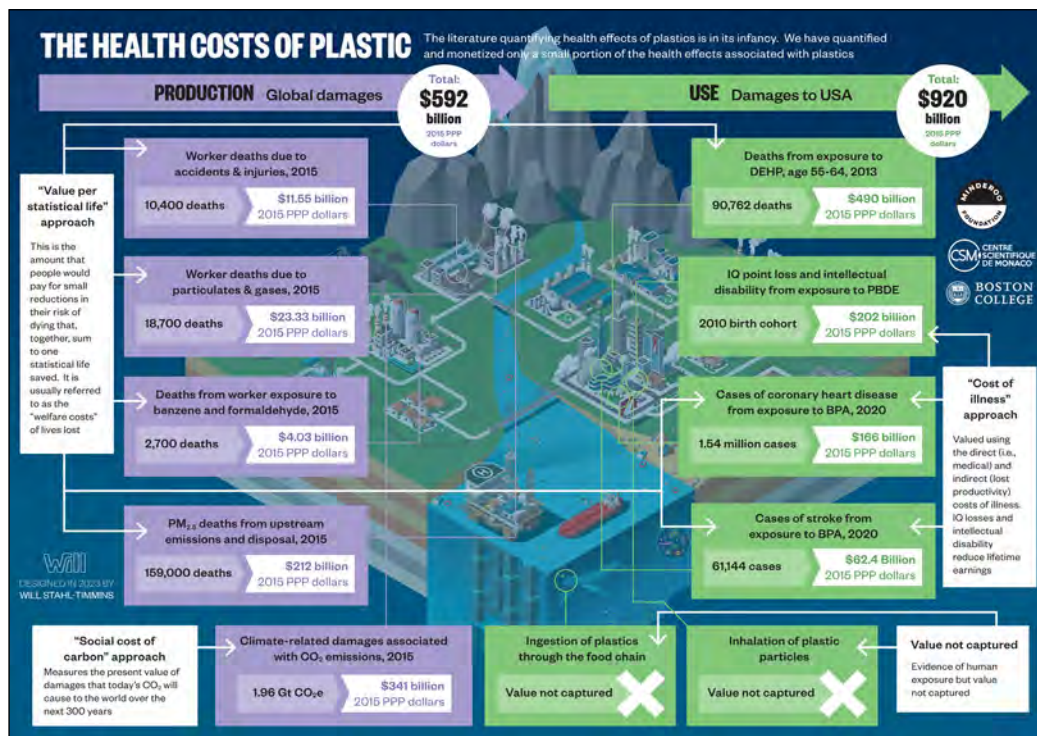 THE HEALTH COSTS OF PLASTIC
The literature quantifying health effects of plastics is in its infancy. We have quantified
and monetized only a small portion of the health effects associated with plastics
PRODUCTION Global damages
Total:
$592
billion
2015 PPP
dollars
USE Damages to USA
Total:
$920
billion
2015 PPP
dollars
"Value per
statistical life"
approach
This is the
amount that
people would
pay for small
reductions in
their risk of
dying that,
together, sum
to one
statistical life
saved. It is
usually referred
to as the
"welfare costs"
of lives lost
Worker deaths due to
accidents & injuries, 2015
10,400 deaths
$11.55 billion
2015 PPP dollars
Worker deaths due to
particulates & gases, 2015
18,700 deaths
$23.33 billion
2015 PPP dollars
Deaths from worker exposure to
benzene and formaldehyde, 2015
2,700 deaths
$4.03 billion
2015 PPP dollars
PM2.5 deaths from upstream
emissions and disposal, 2015
159,000 deaths
$212 billion
2015 PPP dollars
Will
DESIGNED IN 2023 BY
WILL STAHL-TIMMINS
"Social cost of
carbon" approach
Measures the present value of
damages that today's CO₂ will
cause to the world over the
next 300 years
Climate-related damages associated
with CO₂ emissions, 2015
1.96 Gt CO₂e
$341 billion
2015 PPP dollars
Deaths from exposure to
DEHP, age 55-64, 2013
90,762 deaths
$490 billion
2015 PPP dollars
IQ point loss and intellectual
disability from exposure to PBDE
2010 birth cohort
$202 billion
2015 PPP dollars
Cases of coronary heart disease
from exposure to BPA, 2020
1.54 million cases
$166 billion
2015 PPP dollars
Cases of stroke from
exposure to BPA, 2020
61,144 cases
$62.4 Billion
2015 PPP dollars
Ingestion of plastics
through the food chain
Value not captured
Inhalation of plastic
particles
Value not captured
Value not captured
Evidence of human
exposure but value
not captured
MINDEROO
FOUNDATION
CSM
CENTRE
SCIENTIFIQUE
DE MONACO
BOSTON
COLLEGE
"Cost of
illness"
approach
Valued using
the direct (i.e.,
medical) and
indirect (lost
productivity)
costs of illness.
IQ losses and
intellectual
disability
reduce lifetime
earnings
H